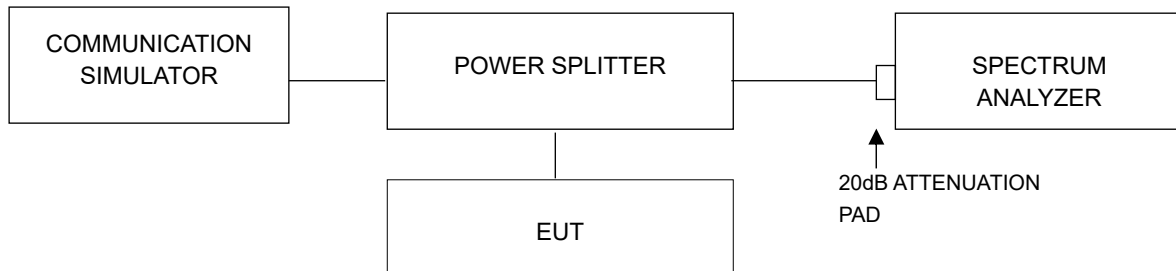 COMMUNICATION
SIMULATOR
POWER SPLITTER
SPECTRUM
ANALYZER
20dB ATTENUATION
PAD
EUT